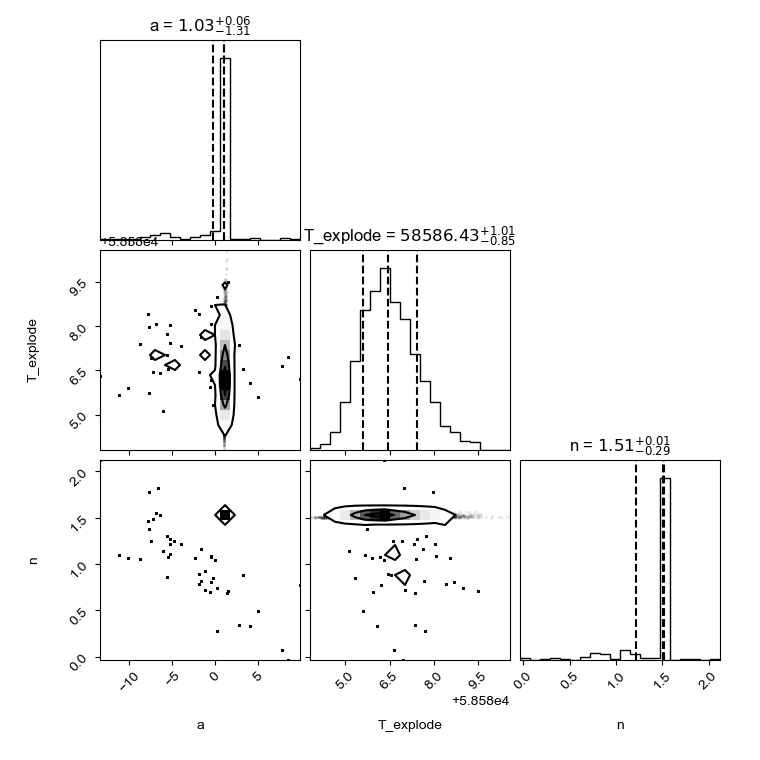 a = 1.03+0.06−1.31
+5.858e4
T_explode = 58586.43+1.01−0.85
T_explode
9.5
8.0
6.5
5.0
n = 1.51+0.01−0.29
n
2.0
1.5
1.0
0.5
0.0
−10 −5 0 5
5.0 6.5 8.0 9.5
0.0 0.5 1.0 1.5 2.0
+5.858e4
a T_explode n